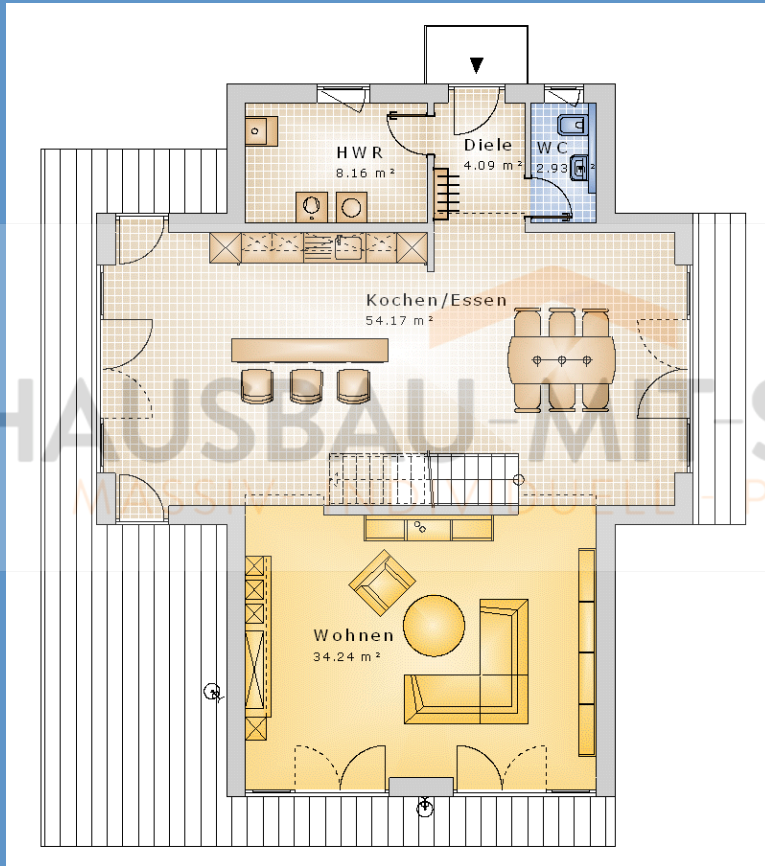 HWR
8.16 m²
Diele
4.09 m²
WC
2.93 m²
Kochen/Essen
54.17 m²
HAUSBAU-MIT-S
MASSIV
Wohnen
34.24 m²